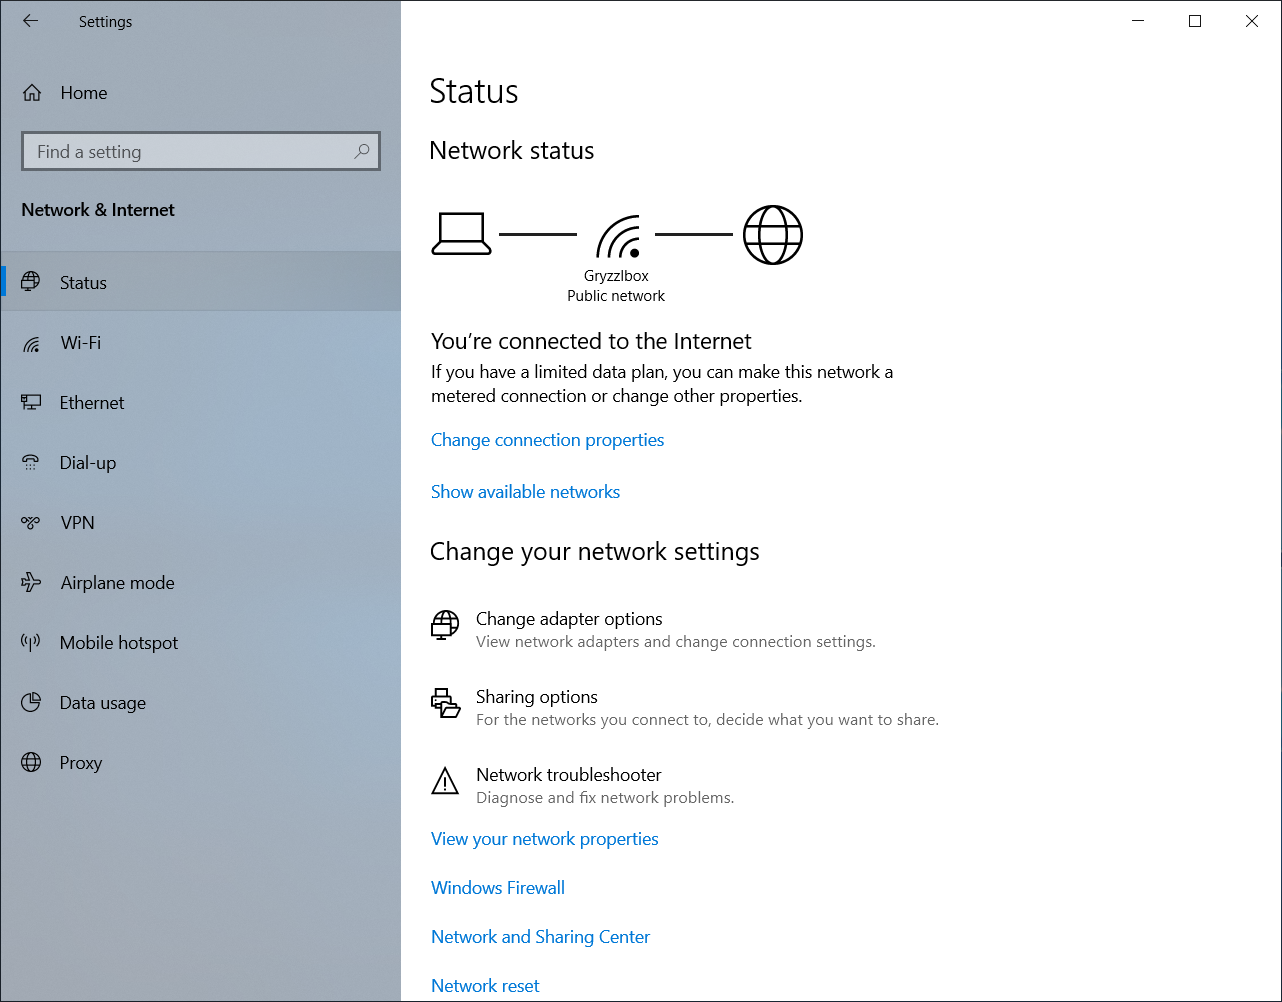 Settings
Home
Find a setting
Network & Internet
Status
Wi-Fi
Ethernet
Dial-up
VPN
Airplane mode
Mobile hotspot
Data usage
Proxy
Status
Network status
Gryzzlbox
Public network
You’re connected to the Internet
If you have a limited data plan, you can make this network a
metered connection or change other properties.
Change connection properties
Show available networks
Change your network settings
Change adapter options
View network adapters and change connection settings.
Sharing options
For the networks you connect to, decide what you want to share.
Network troubleshooter
Diagnose and fix network problems.
View your network properties
Windows Firewall
Network and Sharing Center
Network reset